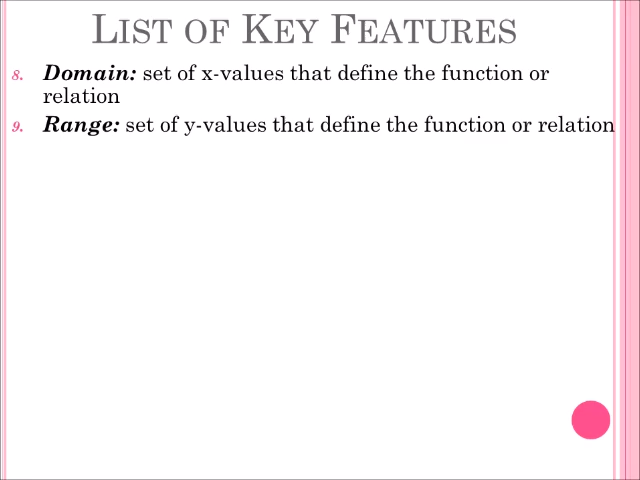 LIST OF KEY FEATURES
8. Domain: set of x-values that define the function or
relation
9. Range: set of y-values that define the function or relation